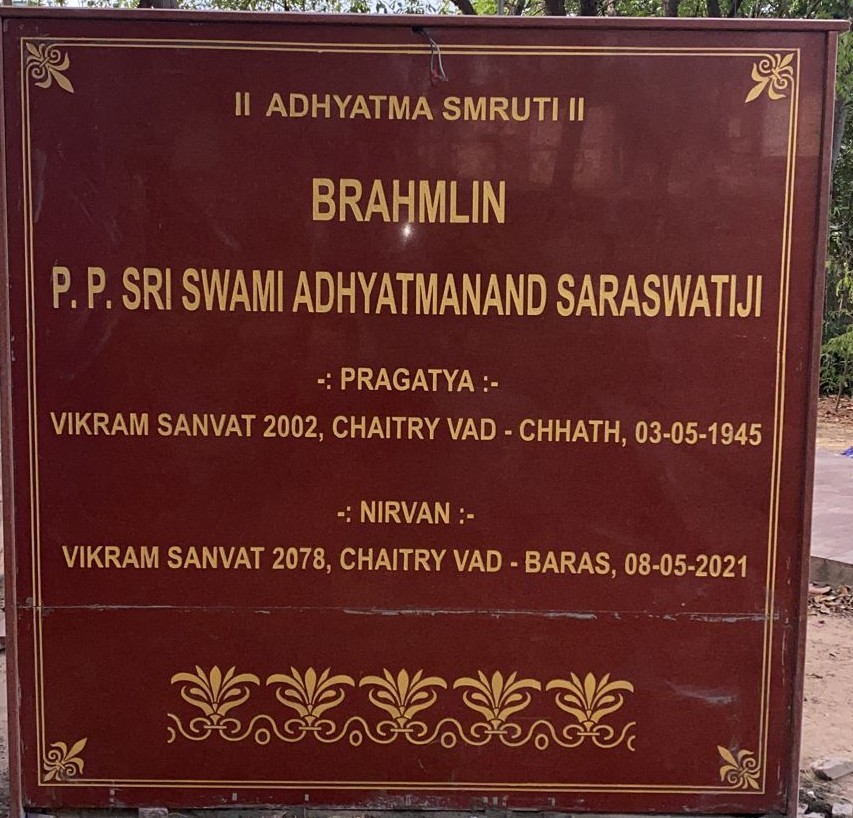 II ADHYATMA SMRUTI II
BRAHMLIN
P. P. SRI SWAMI ADHYATMANAND SARASWATIJI
-: PRAGATYA :-
VIKRAM SANVAT 2002, CHAITRY VAD - CHHATH, 03-05-1945
-: NIRVAN :-
VIKRAM SANVAT 2078, CHAITRY VAD - BARAS, 08-05-2021